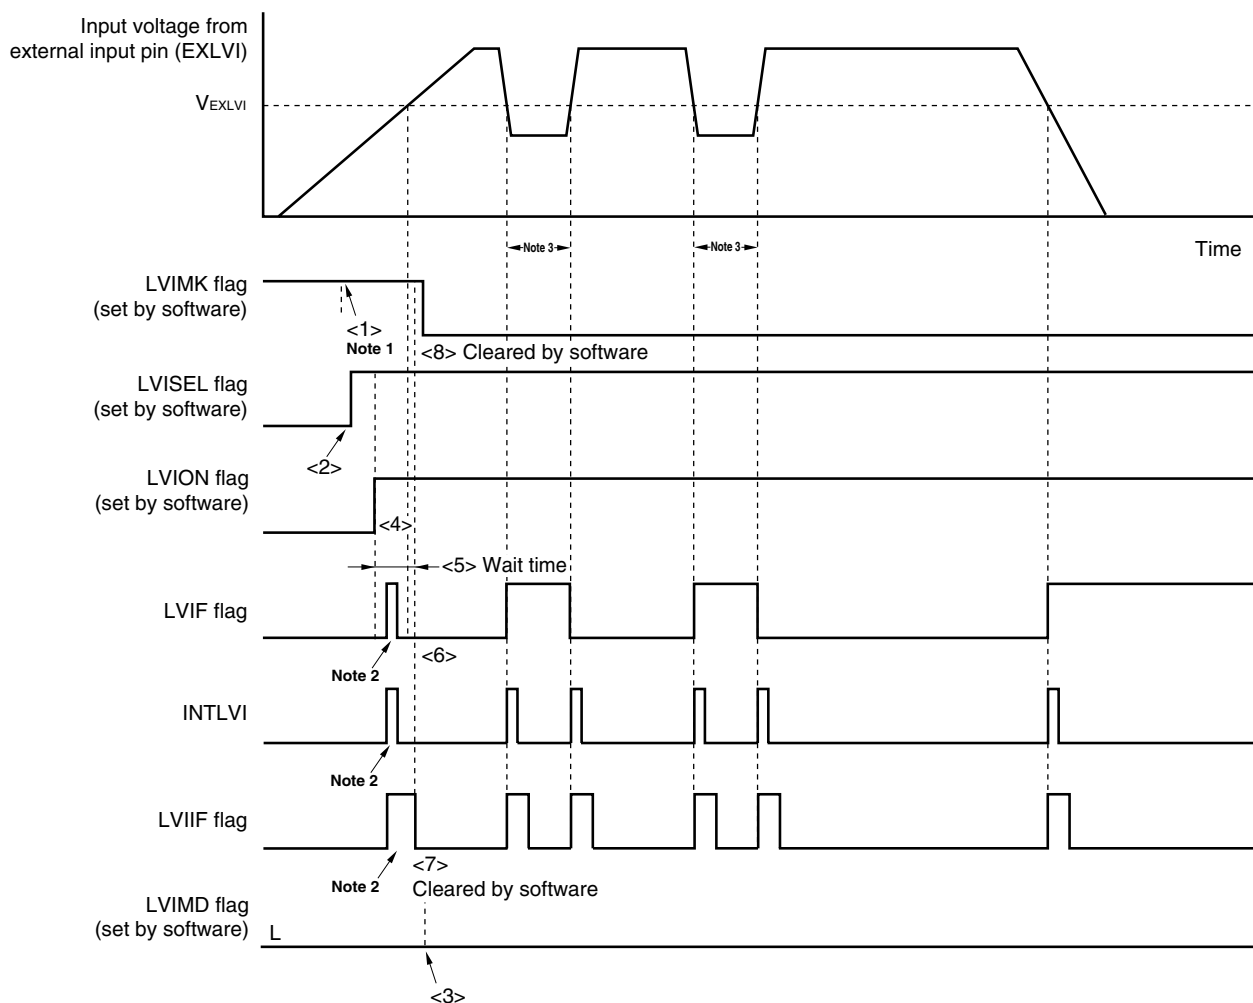 Input voltage from
external input pin (EXLVI)
VEXLVI
Note 3
Note 3
Time
LVIMK flag
(set by software)
<1>
Note 1
<8> Cleared by software
LVISEL flag
(set by software)
<2>
LVION flag
(set by software)
<4>
<5> Wait time
LVIF flag
Note 2
<6>
INTLVI
Note 2
LVIIF flag
Note 2
<7>
Cleared by software
LVIMD flag
(set by software)
L
<3>